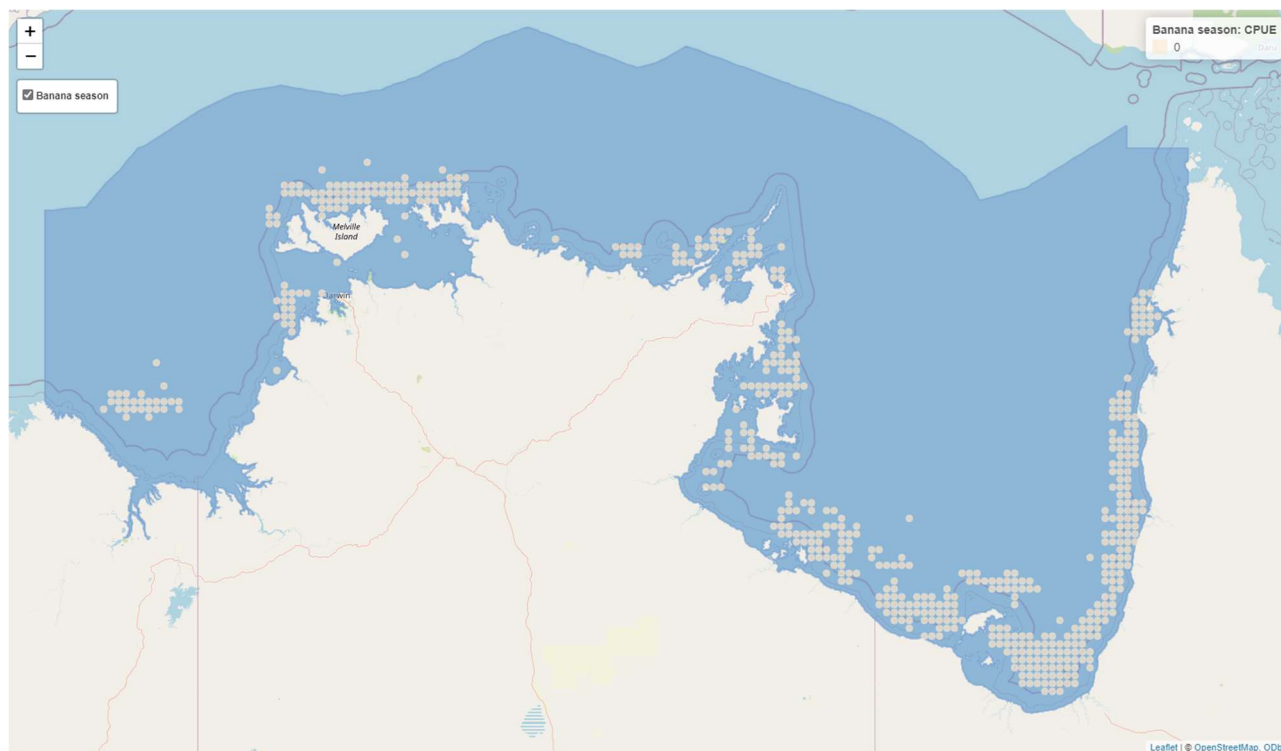 +
Banana season: CPUE
0
−
Banana season
Melville
Island
Darwin
Leaflet | © OpenStreetMap, ODb